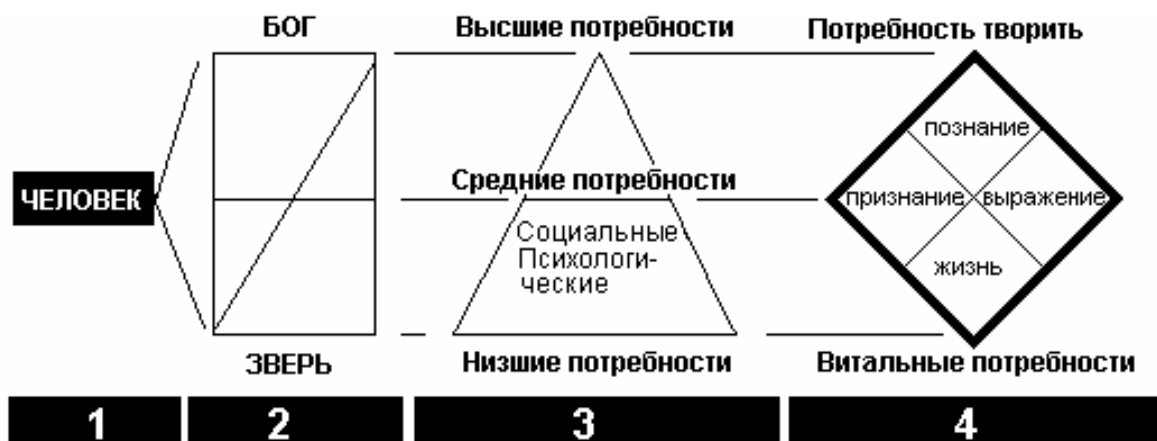 БОГ
Высшие потребности
Потребность творить
познание
ЧЕЛОВЕК
Средние потребности
признание
выражение
Социальные
Психологи-
ческие
жизнь
ЗВЕРЬ
Низшие потребности
Витальные потребности
1
2
3
4